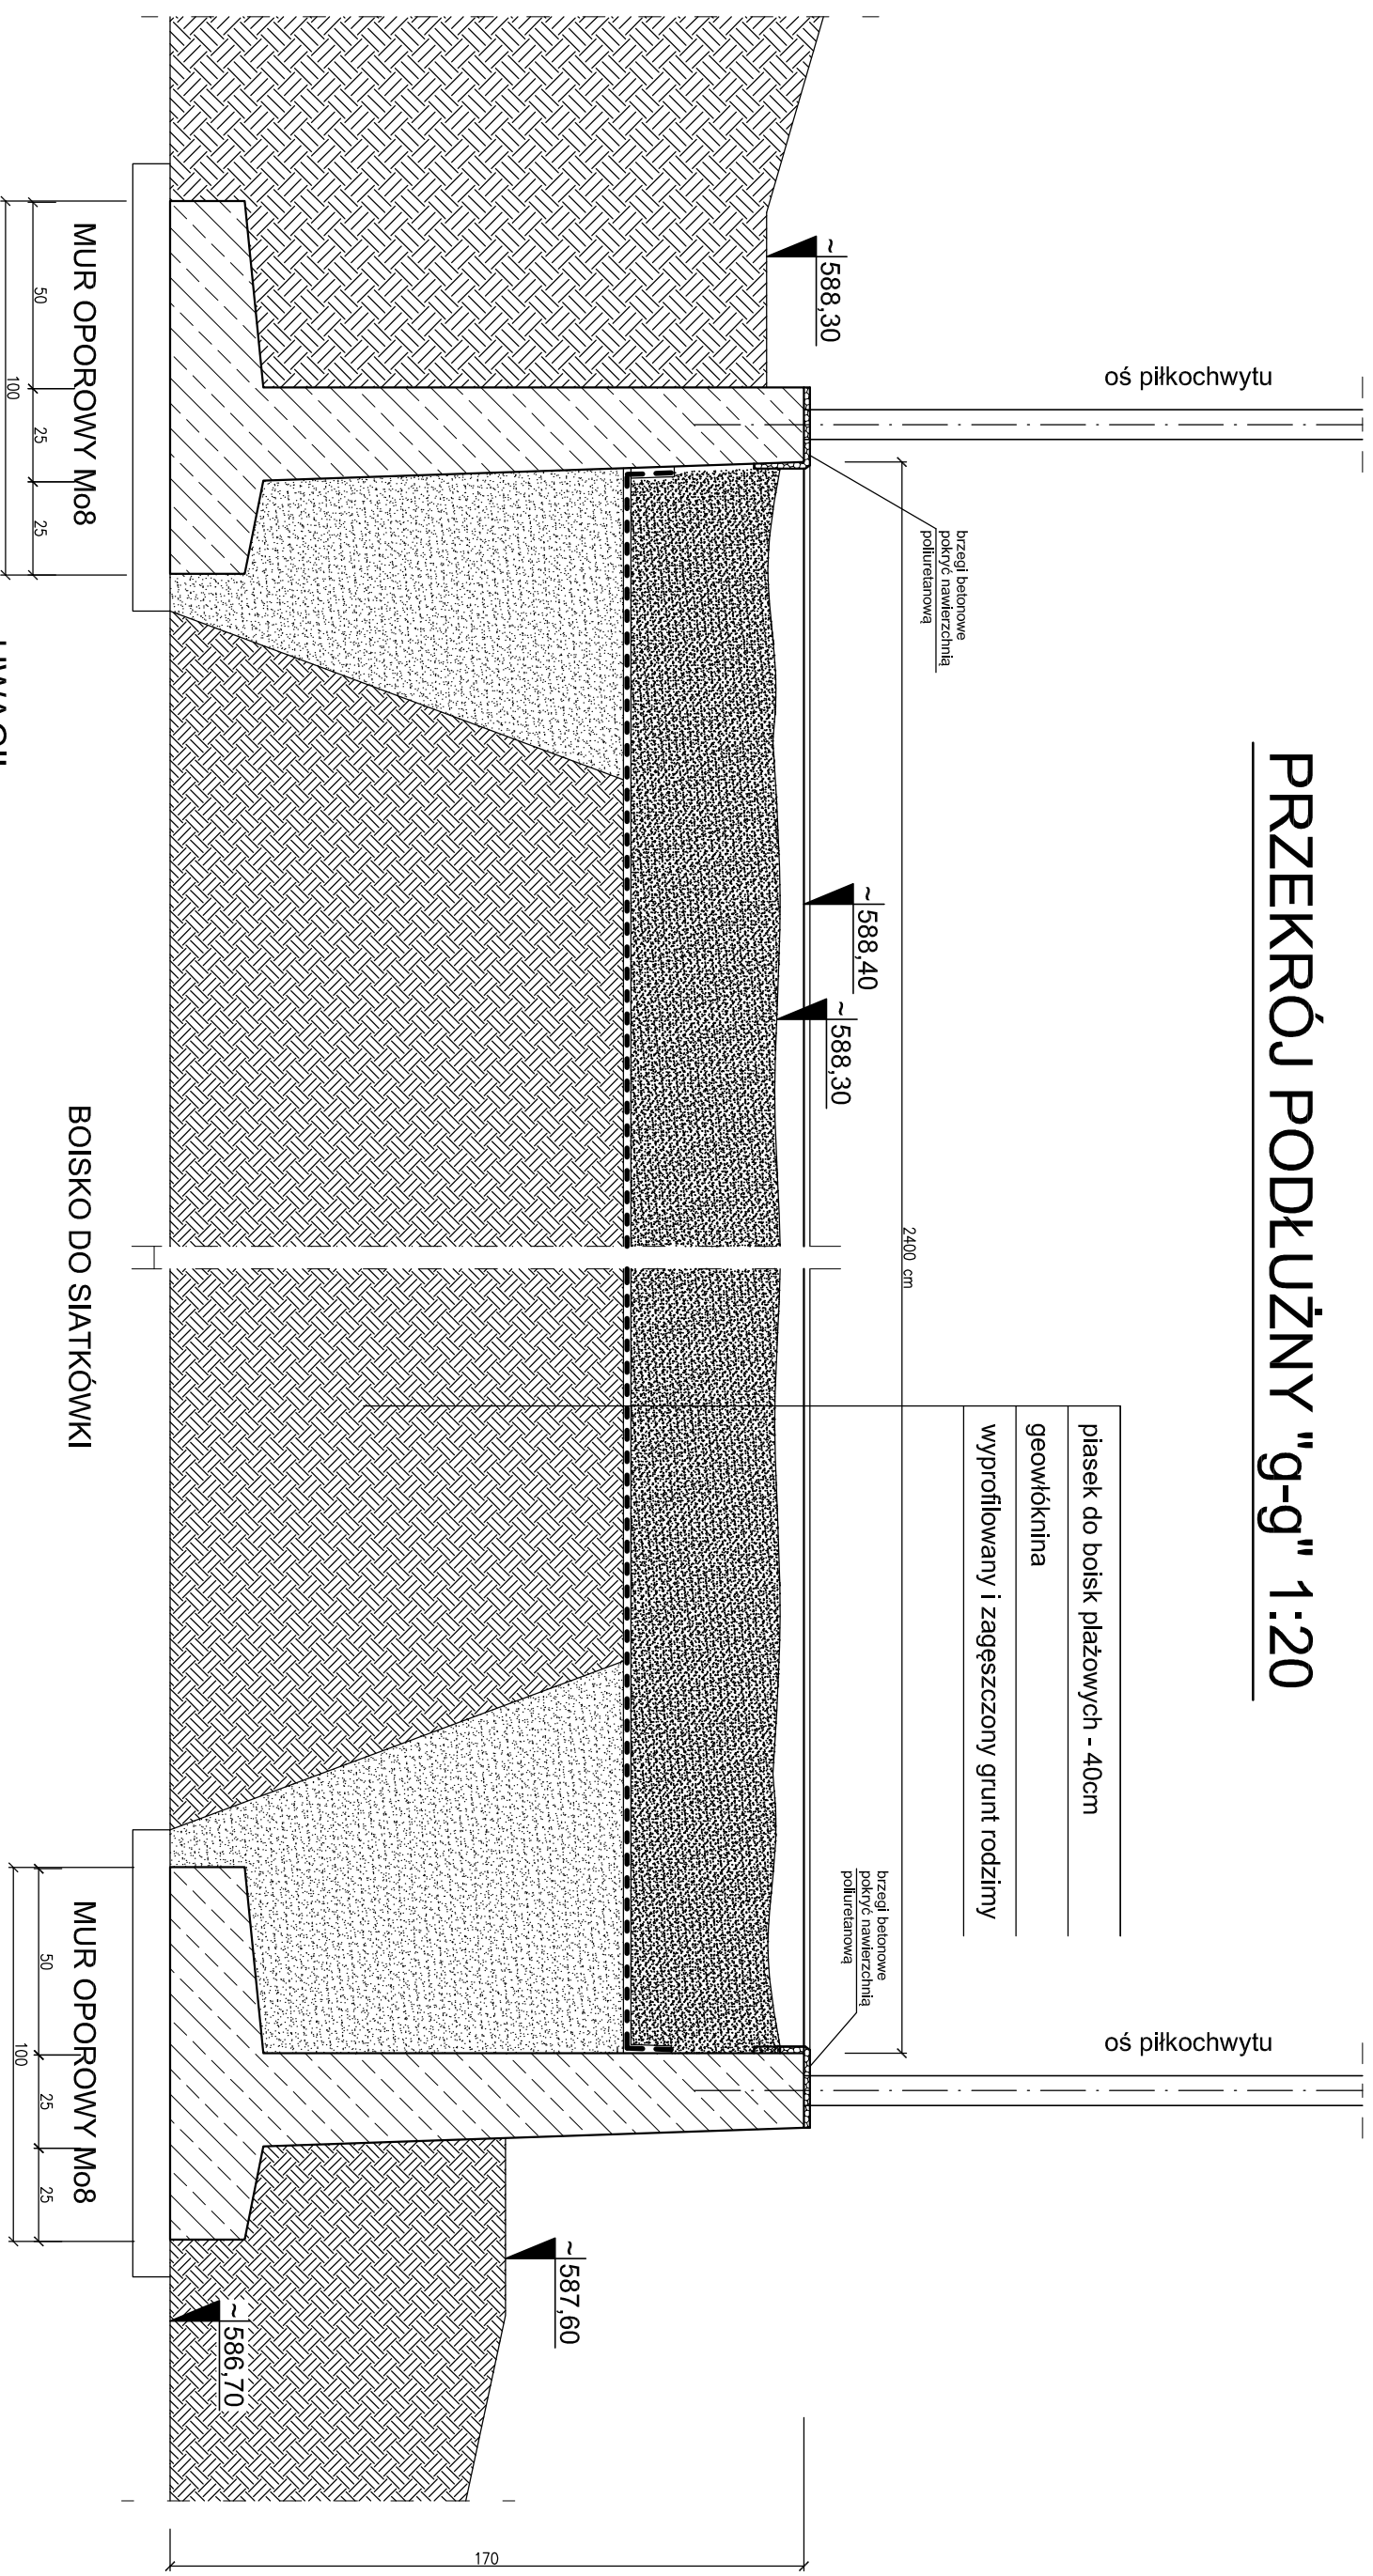 PRZEKRÓJ PODŁUŻNY "g-g" 1:20
oś piłkochwytu
oś piłkochwytu
piasek do boisk plażowych - 40cm
geowłóknina
wyprofilowany i zagęszczony grunt rodzimy
brzegi betonowe
pokryć nawierzchnią
poliuretanową
2400 cm
brzegi betonowe
pokryć nawierzchnią
poliuretanową
~588,30
~588,40
~588,30
~587,60
~586,70
170
MUR OPOROWY Mo8
BOISKO DO SIATKÓWKI
MUR OPOROWY Mo8
50
25
25
100
50
25
25
100